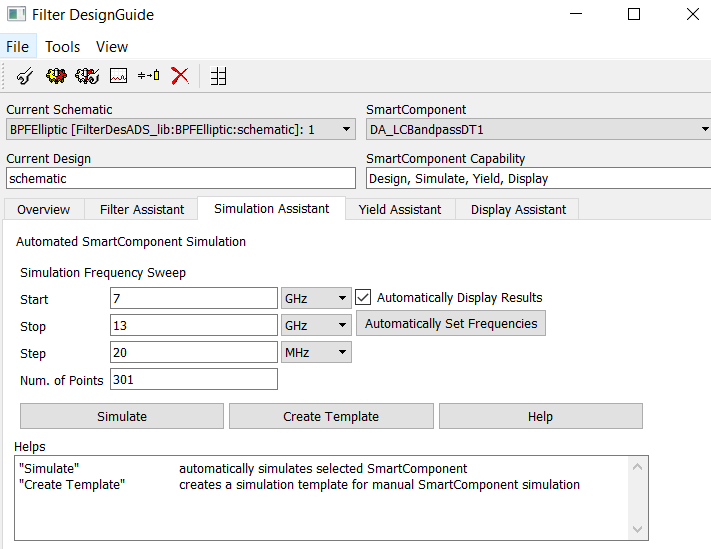 Filter DesignGuide
File Tools View
Current Schematic SmartComponent
BPFElliptic [FilterDesADS_lib:BPFElliptic:schematic]: 1 DA_LCBandpassDT1
Current Design SmartComponent Capability
schematic Design, Simulate, Yield, Display
Overview Filter Assistant Simulation Assistant Yield Assistant Display Assistant
Automated SmartComponent Simulation
Simulation Frequency Sweep
Start 7 GHz Automatically Display Results
Stop 13 GHz Automatically Set Frequencies
Step 20 MHz
Num. of Points 301
Simulate Create Template Help
Helps
"Simulate" automatically simulates selected SmartComponent
"Create Template" creates a simulation template for manual SmartComponent simulation